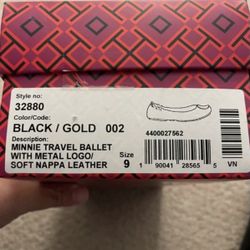 Style no:
32880
Color/Code:
BLACK / GOLD 002
Description:
MINNIE TRAVEL BALLET
WITH METAL LOGO/
SOFT NAPPA LEATHER
Size
9
4400027562
1 90041 28565 5
VN